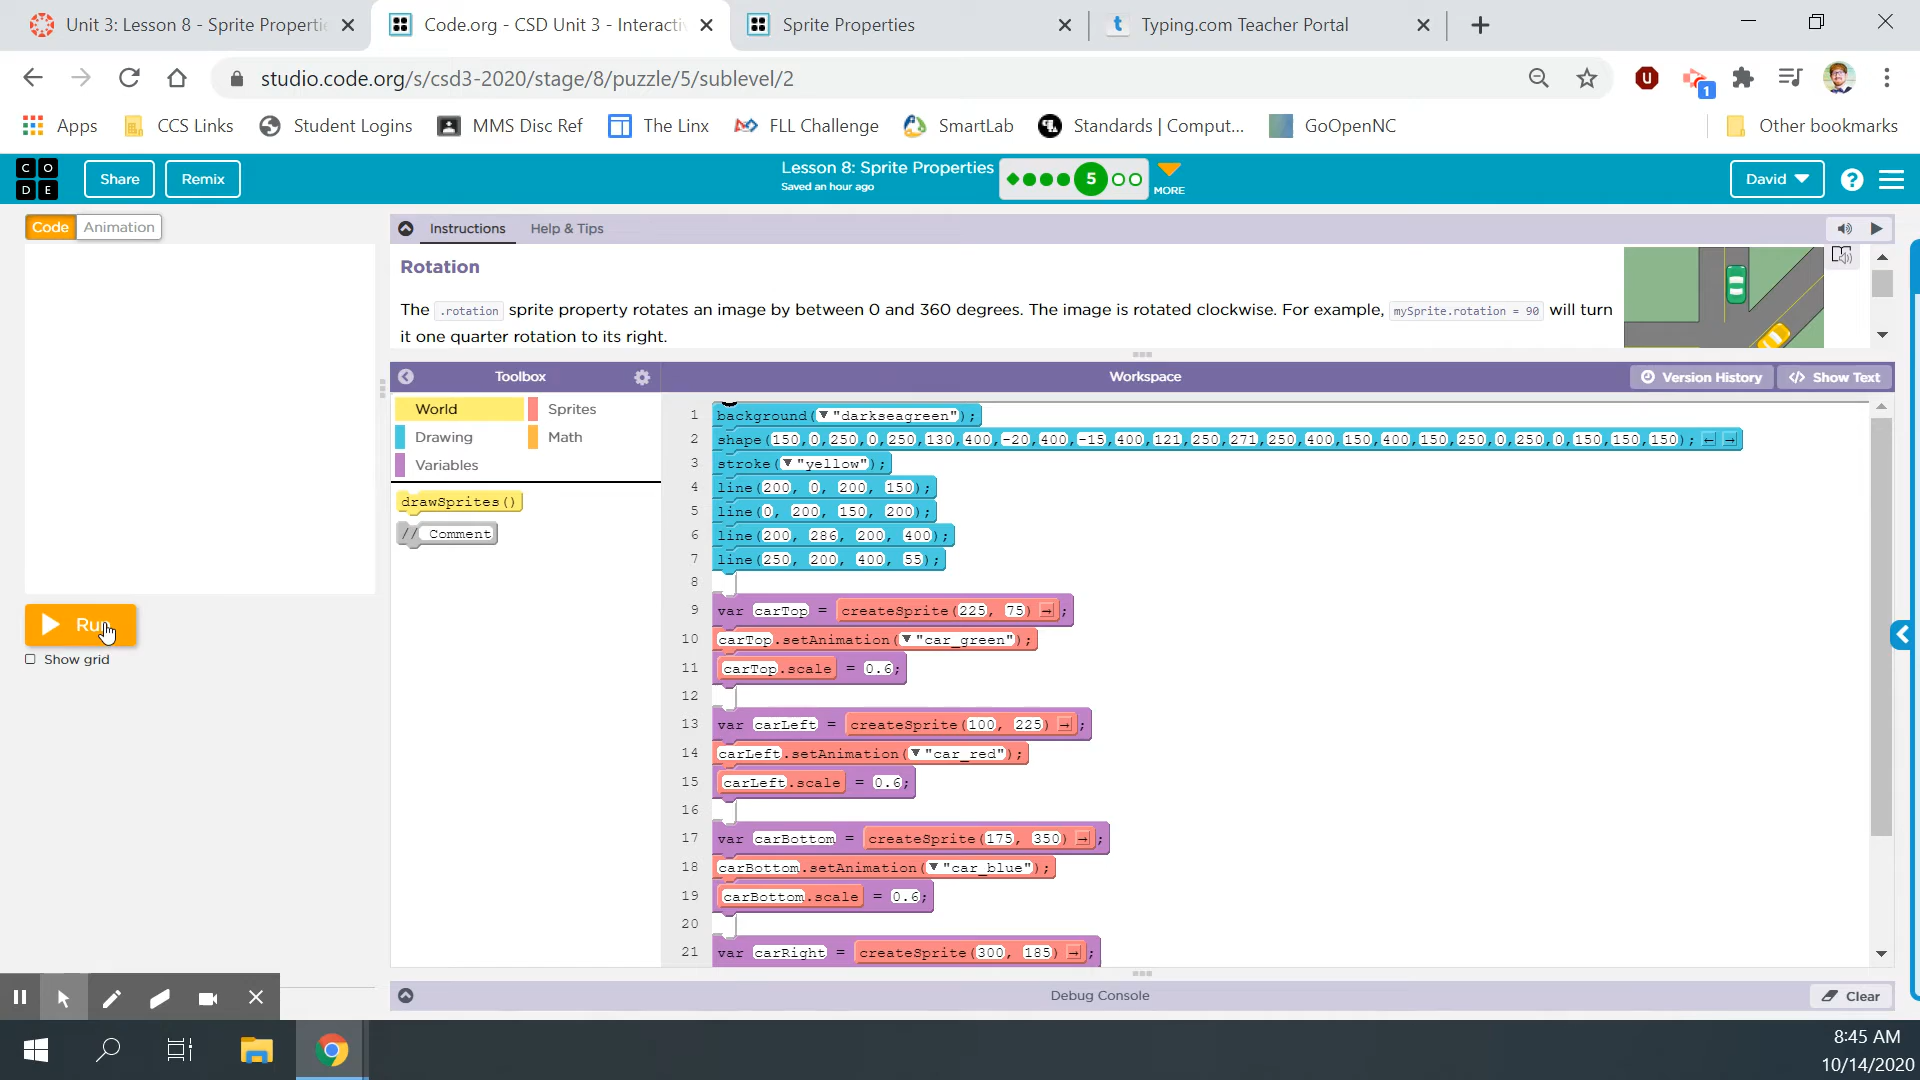 Unit 3: Lesson 8 - Sprite Properti
Code.org - CSD Unit 3 - Interacti
Sprite Properties
Typing.com Teacher Portal
studio.code.org/s/csd3-2020/stage/8/puzzle/5/sublevel/2
1
Apps
CCS Links
Student Logins
MMS Disc Ref
The Linx
FLL Challenge
SmartLab
Standards | Comput...
GoOpenNC
Other bookmarks
C O
D E
Share
Remix
Lesson 8: Sprite Properties
Saved an hour ago
5
MORE
David
Code
Animation
Instructions
Help & Tips
Rotation
The .rotation sprite property rotates an image by between 0 and 360 degrees. The image is rotated clockwise. For example, mySprite.rotation = 90 will turn
it one quarter rotation to its right.
Toolbox
Workspace
Version History
Show Text
World
Sprites
Drawing
Math
Variables
drawSprites()
// Comment
1 background("darkseagreen");
2 shape(150,0,250,0,250,130,400,-20,400,-15,400,121,250,271,250,400,150,400,150,250,0,250,0,150,150,150);
3 stroke("yellow");
4 line(200, 0, 200, 150);
5 line(0, 200, 150, 200);
6 line(200, 286, 200, 400);
7 line(250, 200, 400, 55);
8
9 var carTop = createSprite(225, 75);
10 carTop.setAnimation("car_green");
11 carTop.scale = 0.6;
12
13 var carLeft = createSprite(100, 225);
14 carLeft.setAnimation("car_red");
15 carLeft.scale = 0.6;
16
17 var carBottom = createSprite(175, 350);
18 carBottom.setAnimation("car_blue");
19 carBottom.scale = 0.6;
20
21 var carRight = createSprite(300, 185);
Run
Show grid
Debug Console
Clear
8:45 AM
10/14/2020